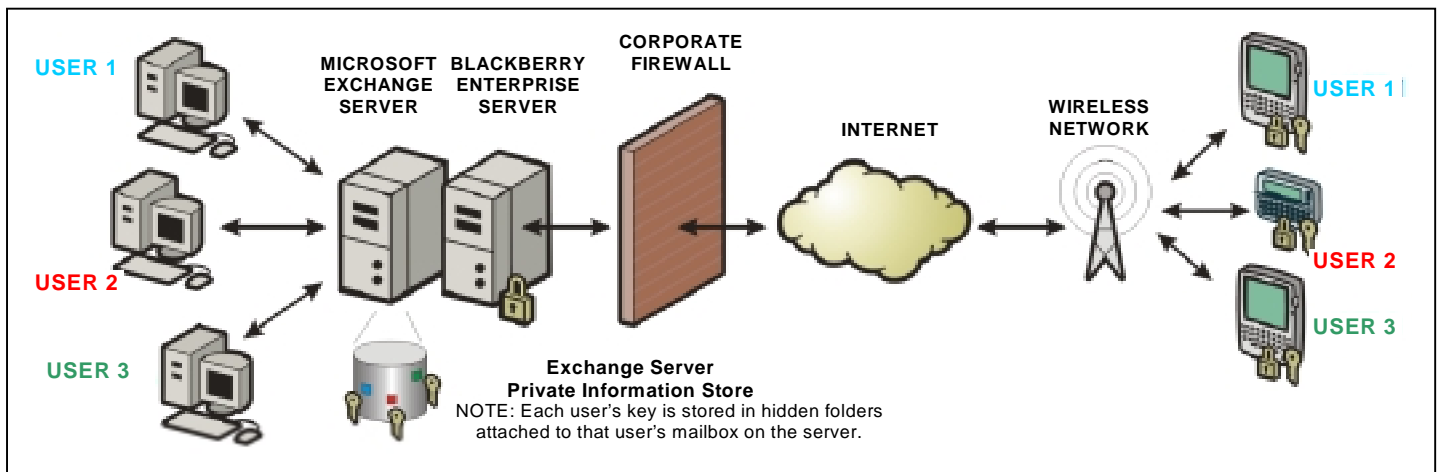 USER 1
USER 2
USER 3
MICROSOFT
EXCHANGE
SERVER
BLACKBERRY
ENTERPRISE
SERVER
CORPORATE
FIREWALL
INTERNET
WIRELESS
NETWORK
USER 1
USER 2
USER 3
Exchange Server
Private Information Store
NOTE: Each user's key is stored in hidden folders
attached to that user's mailbox on the server.